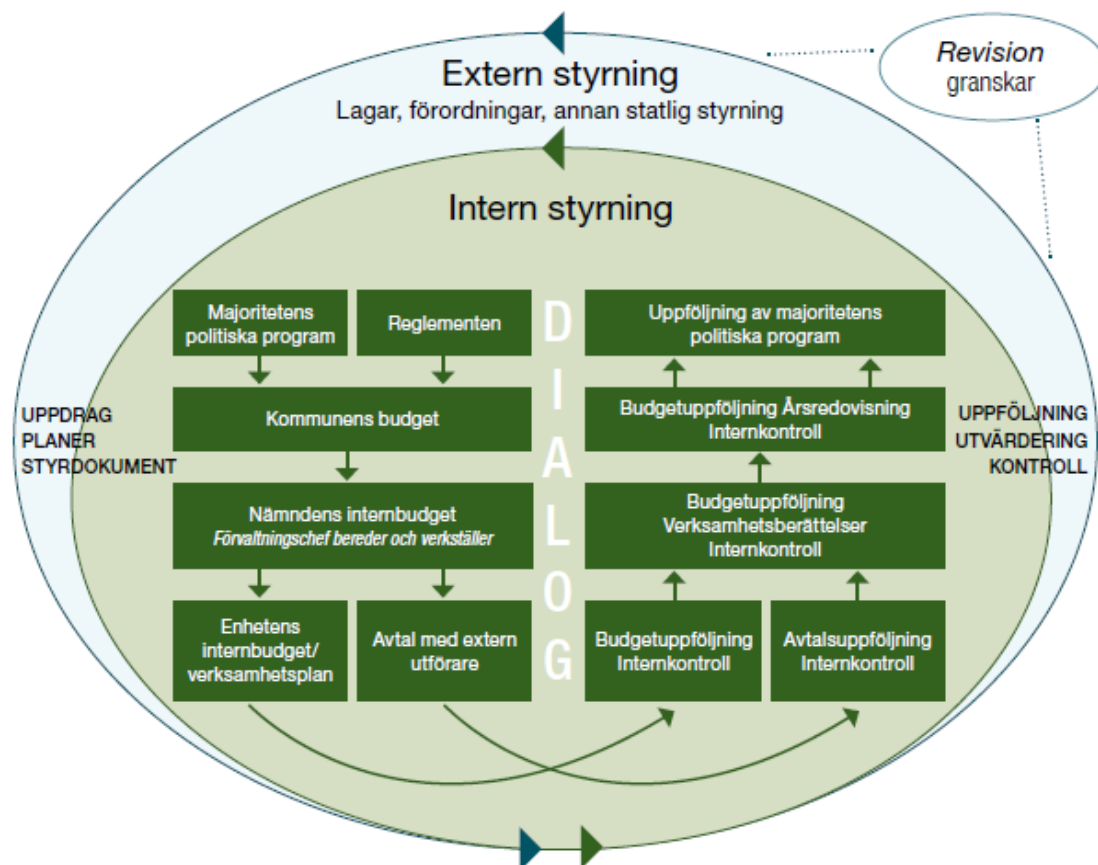 Extern styrning
Lagar, förordningar, annan statlig styrning
Revision
granskar
Intern styrning
UPPDRAG
PLANER
STYRDOKUMENT
Majoritetens
politiska program
Reglementen
Kommunens budget
Nämndens internbudget
Förvaltningschef bereder och verkställer
Enhetens
internbudget/
verksamhetsplan
Avtal med extern
utförare
D
I
A
L
O
G
Uppföljning av majoritetens
politiska program
Budgetuppföljning Årsredovisning
Internkontroll
Budgetuppföljning
Verksamhetsberättelser
Internkontroll
Budgetuppföljning
Internkontroll
Avtalsuppföljning
Internkontroll
UPPFÖLJNING
UTVÄRDERING
KONTROLL